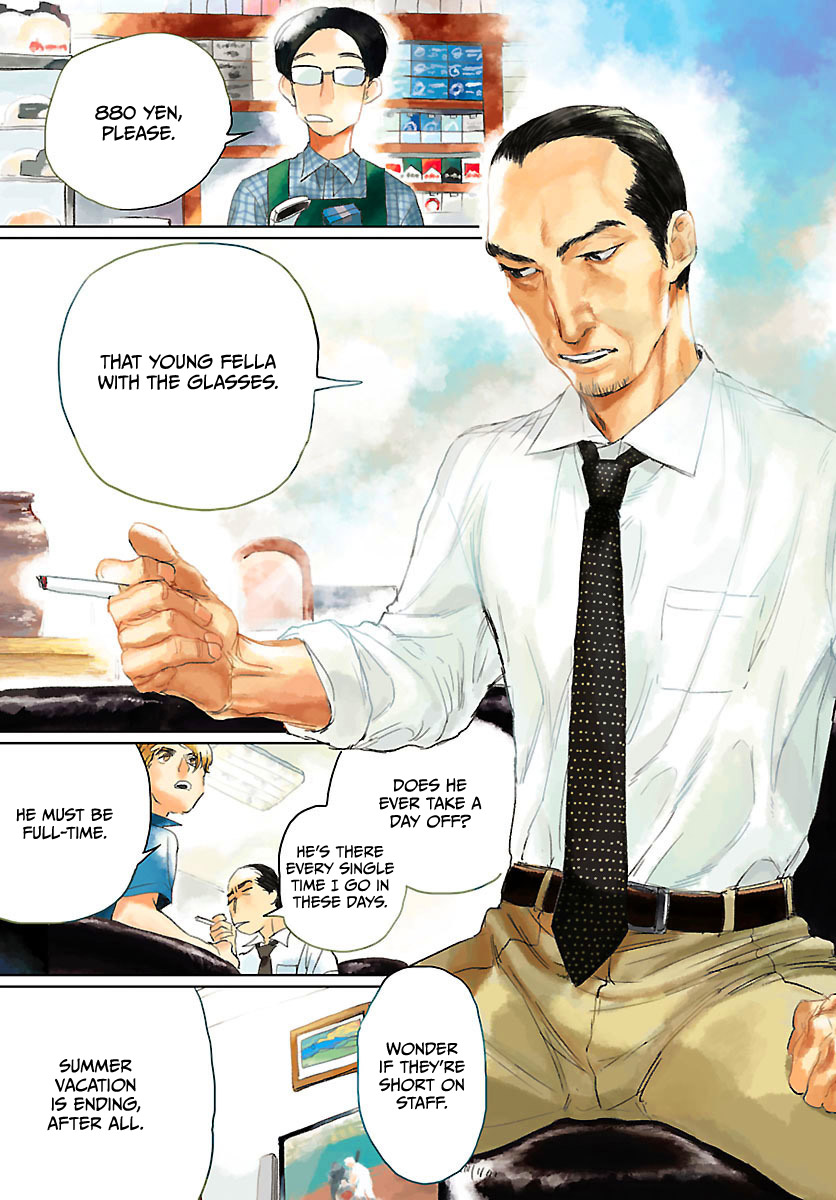 880 YEN,
PLEASE.
THAT YOUNG FELLA
WITH THE GLASSES.
DOES HE
EVER TAKE A
DAY OFF?
HE'S THERE
EVERY SINGLE
TIME I GO IN
THESE DAYS.
HE MUST BE
FULL-TIME.
WONDER
IF THEY'RE
SHORT ON
STAFF.
SUMMER
VACATION
IS ENDING,
AFTER ALL.